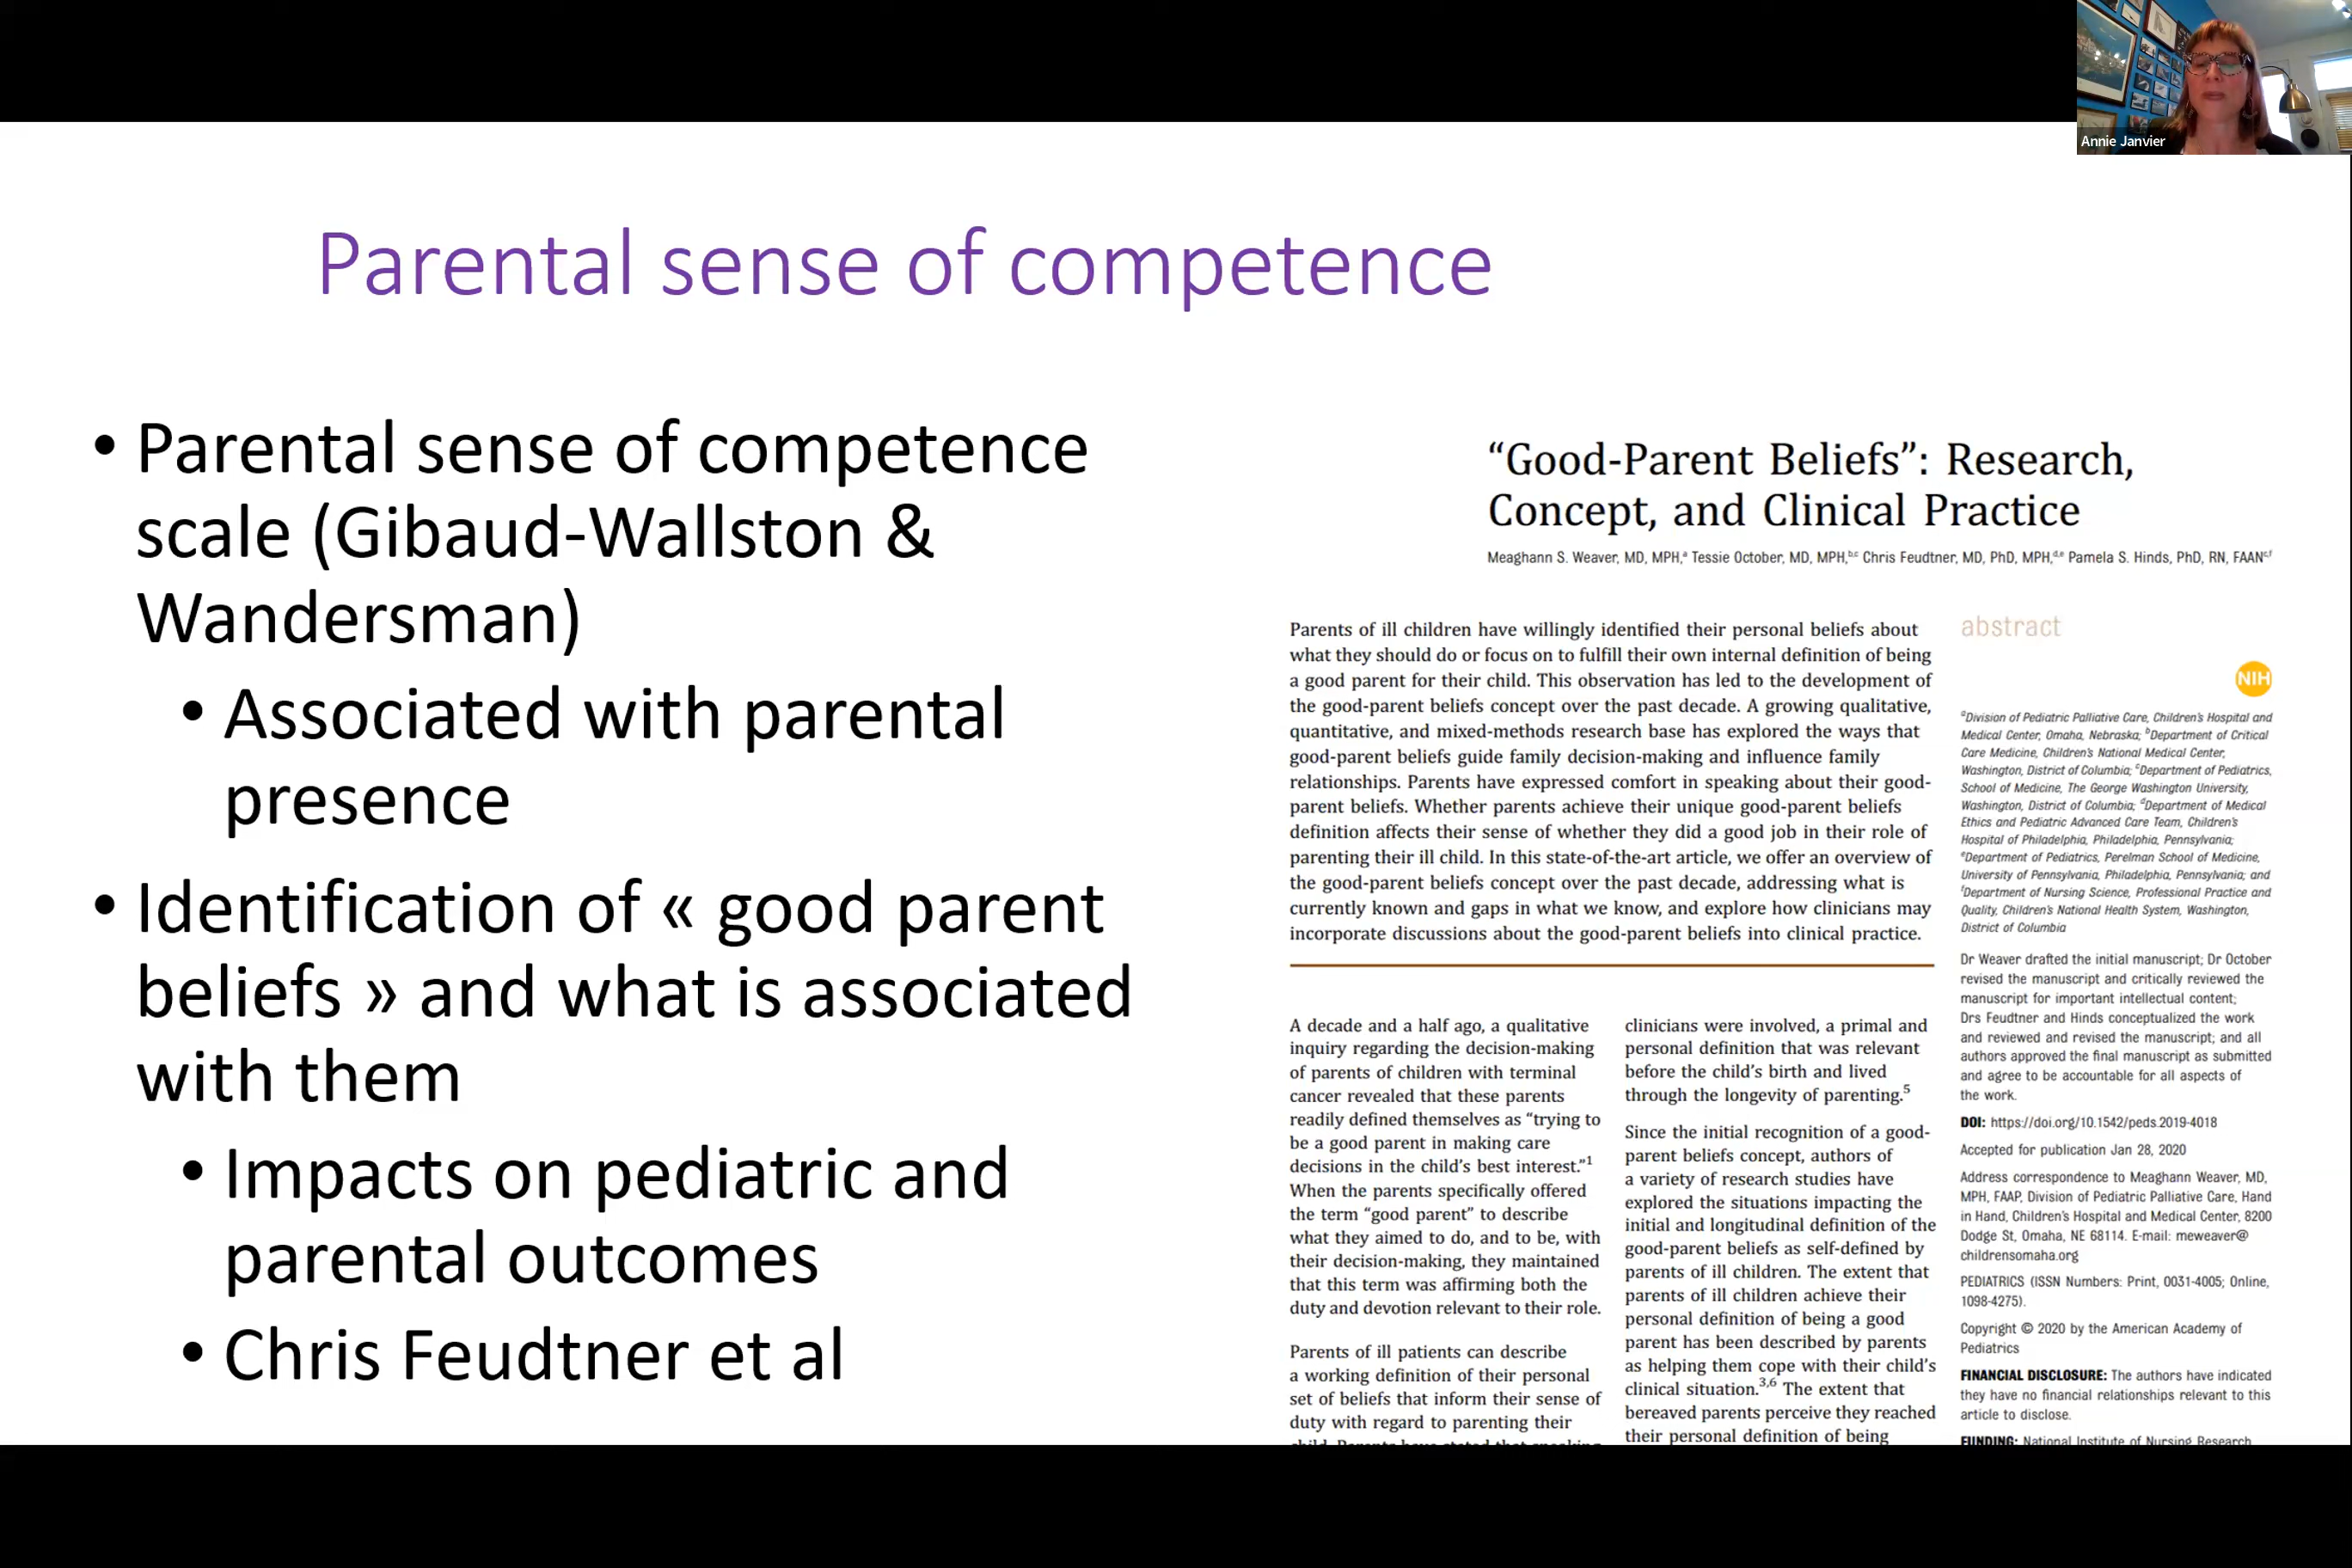 Annie Janvier
Parental sense of competence
• Parental sense of competence
scale (Gibaud-Wallston &
Wandersman)
• Associated with parental
presence
• Identification of « good parent
beliefs » and what is associated
with them
• Impacts on pediatric and
parental outcomes
• Chris Feudtner et al
“Good-Parent Beliefs”: Research,
Concept, and Clinical Practice
Meaghann S. Weaver, MD, MPH,a Tessie October, MD, MPH,b,c Chris Feudtner, MD, PhD, MPH,d,e Pamela S. Hinds, PhD, RN, FAANc,f
Parents of ill children have willingly identified their personal beliefs about
what they should do or focus on to fulfill their own internal definition of being
a good parent for their child. This observation has led to the development of
the good-parent beliefs concept over the past decade. A growing qualitative,
quantitative, and mixed-methods research base has explored the ways that
good-parent beliefs guide family decision-making and influence family
relationships. Parents have expressed comfort in speaking about their good-
parent beliefs. Whether parents achieve their unique good-parent beliefs
definition affects their sense of whether they did a good job in their role of
parenting their ill child. In this state-of-the-art article, we offer an overview of
the good-parent beliefs concept over the past decade, addressing what is
currently known and gaps in what we know, and explore how clinicians may
incorporate discussions about the good-parent beliefs into clinical practice.
A decade and a half ago, a qualitative
inquiry regarding the decision-making
of parents of children with terminal
cancer revealed that these parents
readily defined themselves as “trying to
be a good parent in making care
decisions in the child’s best interest.”1
When the parents specifically offered
the term “good parent” to describe
what they aimed to do, and to be, with
their decision-making, they maintained
that this term was affirming both the
duty and devotion relevant to their role.
Parents of ill patients can describe
a working definition of their personal
set of beliefs that inform their sense of
duty with regard to parenting their
child. Parents have stated that speaking
clinicians were involved, a primal and
personal definition that was relevant
before the child’s birth and lived
through the longevity of parenting.5
Since the initial recognition of a good-
parent beliefs concept, authors of
a variety of research studies have
explored the situations impacting the
initial and longitudinal definition of the
good-parent beliefs as self-defined by
parents of ill children. The extent that
parents of ill children achieve their
personal definition of being a good
parent has been described by parents
as helping them cope with their child’s
clinical situation.3,6 The extent that
bereaved parents perceive they reached
their personal definition of being
abstract
NIH
aDivision of Pediatric Palliative Care, Children’s Hospital and
Medical Center, Omaha, Nebraska; bDepartment of Critical
Care Medicine, Children’s National Medical Center,
Washington, District of Columbia; cDepartment of Pediatrics,
School of Medicine, The George Washington University,
Washington, District of Columbia; dDepartment of Medical
Ethics and Pediatric Advanced Care Team, Children’s
Hospital of Philadelphia, Philadelphia, Pennsylvania;
eDepartment of Pediatrics, Perelman School of Medicine,
University of Pennsylvania, Philadelphia, Pennsylvania; and
fDepartment of Nursing Science, Professional Practice and
Quality, Children’s National Health System, Washington,
District of Columbia
Dr Weaver drafted the initial manuscript; Dr October
revised the manuscript and critically reviewed the
manuscript for important intellectual content;
Drs Feudtner and Hinds conceptualized the work
and reviewed and revised the manuscript; and all
authors approved the final manuscript as submitted
and agree to be accountable for all aspects of
the work.
DOI: https://doi.org/10.1542/peds.2019-4018
Accepted for publication Jan 28, 2020
Address correspondence to Meaghann Weaver, MD,
MPH, FAAP, Division of Pediatric Palliative Care, Hand
in Hand, Children’s Hospital and Medical Center, 8200
Dodge St, Omaha, NE 68114. E-mail: meweaver@
childrensomaha.org
PEDIATRICS (ISSN Numbers: Print, 0031-4005; Online,
1098-4275).
Copyright © 2020 by the American Academy of
Pediatrics
FINANCIAL DISCLOSURE: The authors have indicated
they have no financial relationships relevant to this
article to disclose.
FUNDING: National Institute of Nursing Research